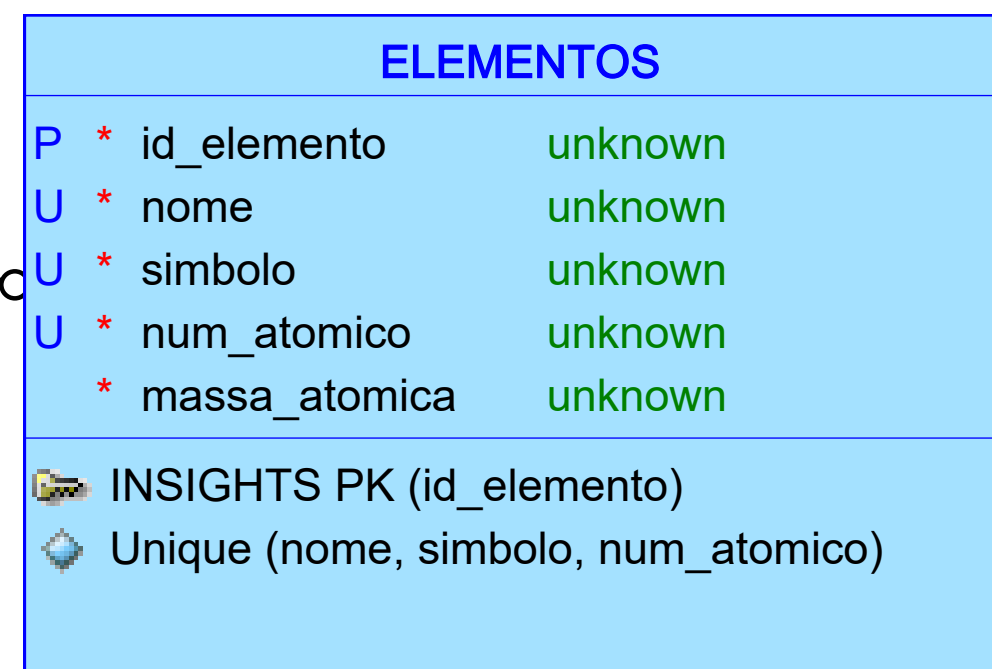 ELEMENTOS
P * id_elemento unknown
U * nome unknown
U * simbolo unknown
U * num_atomico unknown
* massa_atomica unknown
INSIGHTS PK (id_elemento)
Unique (nome, simbolo, num_atomico)